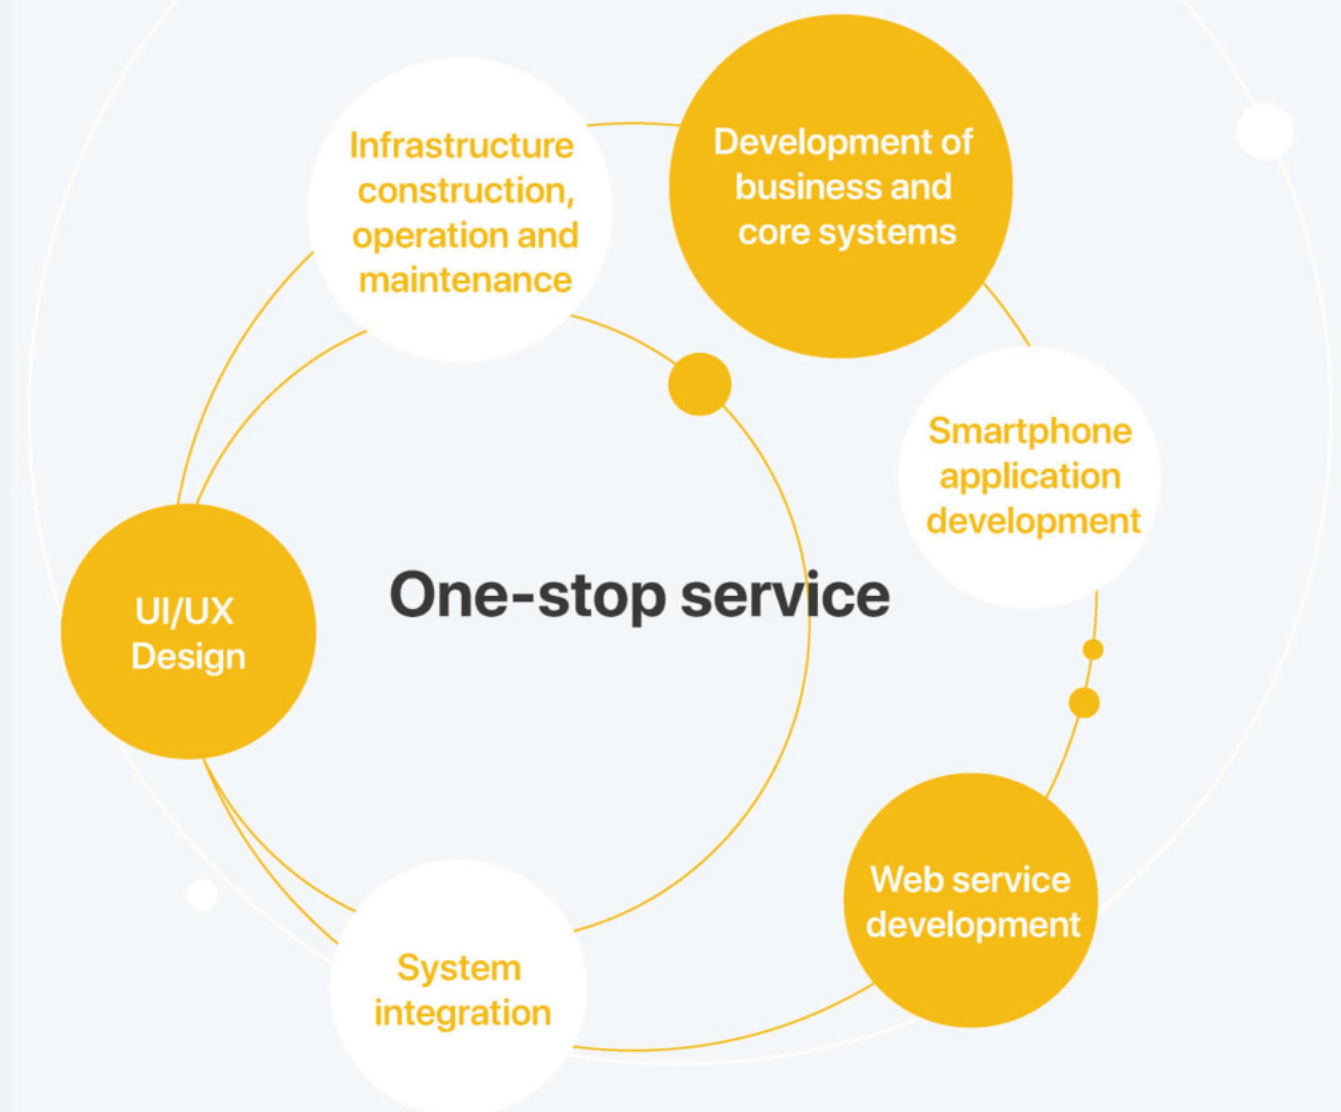 Infrastructure
construction,
operation and
maintenance
Development of
business and
core systems
Smartphone
application
development
One-stop service
UI/UX
Design
Web service
development
System
integration